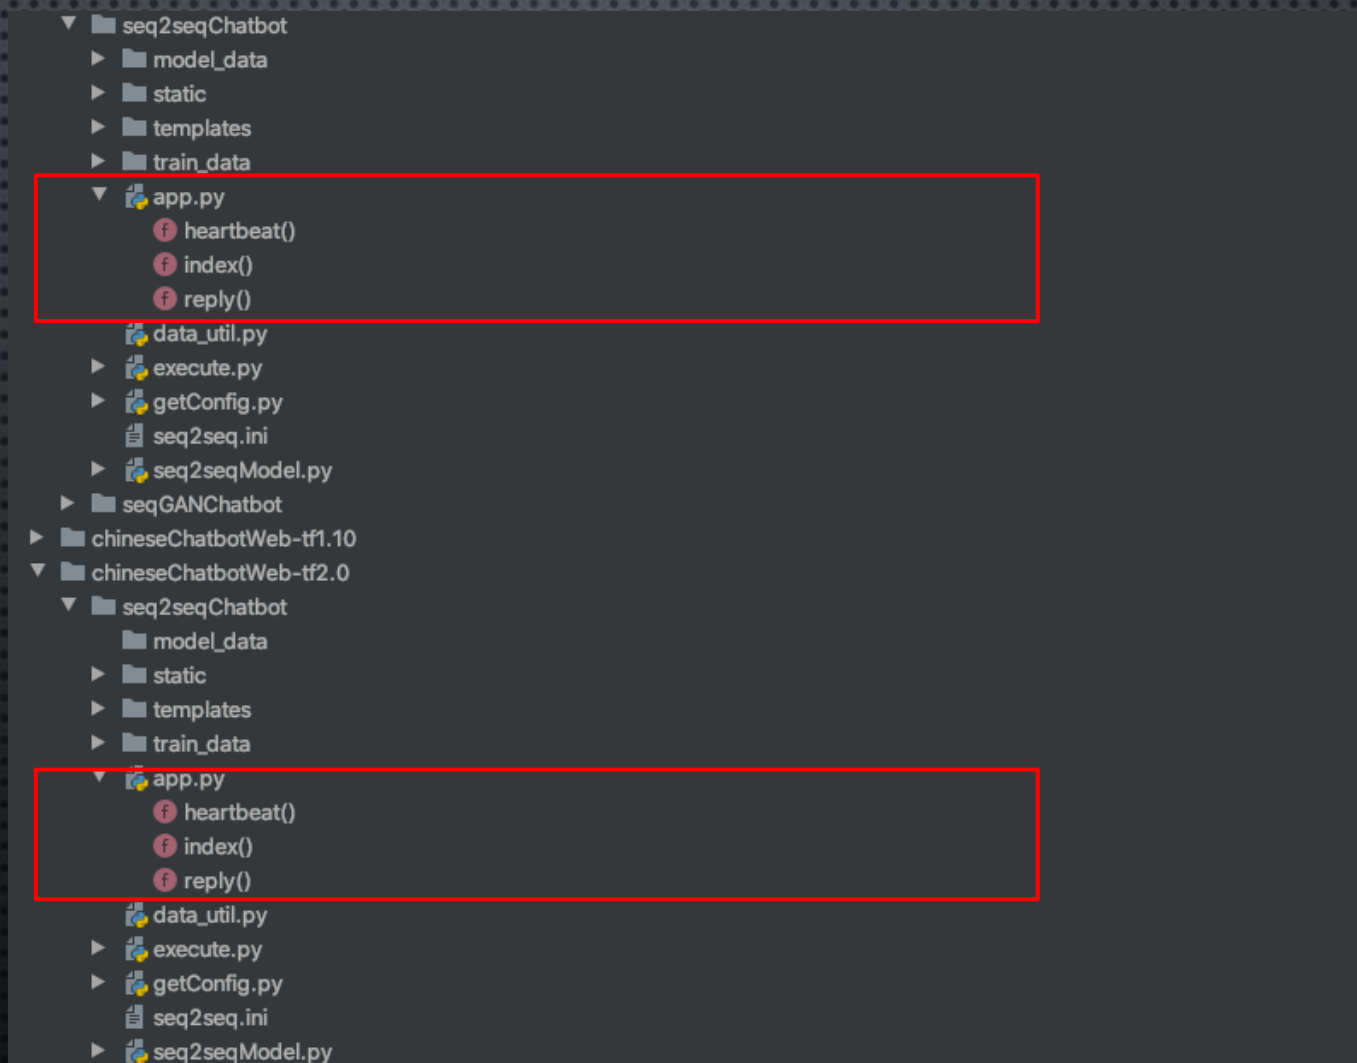 seq2seqChatbot
model_data
static
templates
train_data
app.py
f heartbeat()
f index()
f reply()
data_util.py
execute.py
getConfig.py
seq2seq.ini
seq2seqModel.py
seqGANChatbot
chineseChatbotWeb-tf1.10
chineseChatbotWeb-tf2.0
seq2seqChatbot
model_data
static
templates
train_data
app.py
f heartbeat()
f index()
f reply()
data_util.py
execute.py
getConfig.py
seq2seq.ini
seq2seqModel.py